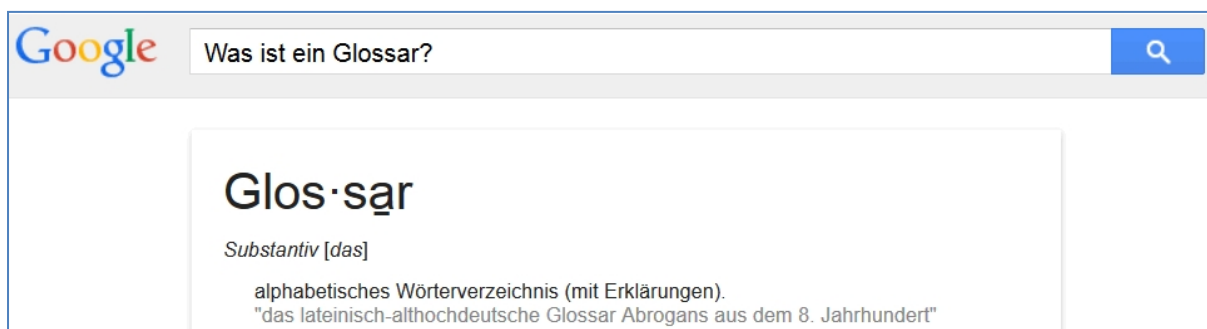 Google Was ist ein Glossar?
Glos·sa̲r
Substantiv [das]
alphabetisches Wörterverzeichnis (mit Erklärungen).
"das lateinisch-althochdeutsche Glossar Abrogans aus dem 8. Jahrhundert"